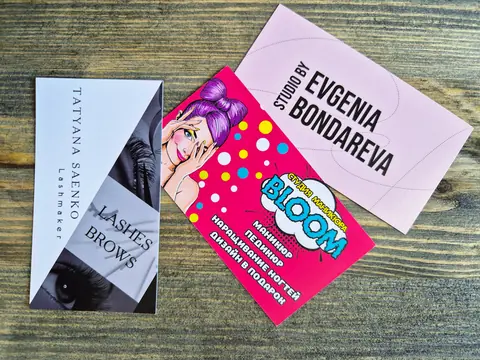 TATYANA SAENKO
Lashmaker
LASHES
BROWS
СТУДИЯ МАНИКЮРА
BLOOM
МАНИКЮР
ПЕДИКЮР
НАРАЩИВАНИЕ НОГТЕЙ
ДИЗАЙН В ПОДАРОК
STUDIO BY
EVGENIA
BONDAREVA